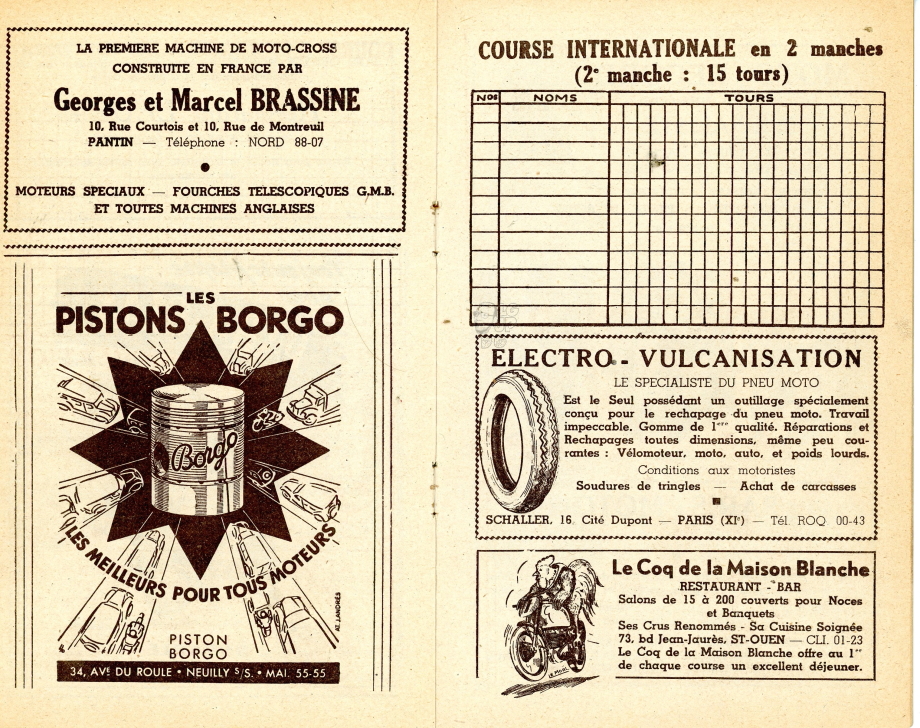 LA PREMIERE MACHINE DE MOTO-CROSS
CONSTRUITE EN FRANCE PAR
Georges et Marcel BRASSINE
10, Rue Courtois et 10, Rue de Montreuil
PANTIN — Téléphone : NORD 88-07
MOTEURS SPECIAUX — FOURCHES TELESCOPIQUES G.M.B.
ET TOUTES MACHINES ANGLAISES
LES
PISTONS BORGO
Borgo
LES MEILLEURS POUR TOUS MOTEURS
AT. LANDRÈS
PISTON
BORGO
34, AVE DU ROULE • NEUILLY S/S. • MAI. 55-55
COURSE INTERNATIONALE en 2 manches
(2e manche : 15 tours)
Nos NOMS TOURS
ELECTRO - VULCANISATION
LE SPECIALISTE DU PNEU MOTO
Est le Seul possédant un outillage spécialement
conçu pour le rechapage du pneu moto. Travail
impeccable. Gomme de 1ère qualité. Réparations et
Rechapages toutes dimensions, même peu cou-
rantes : Vélomoteur, moto, auto, et poids lourds.
Conditions aux motoristes
Soudures de tringles — Achat de carcasses
SCHALLER, 16, Cité Dupont — PARIS (XIe) — Tél. ROQ 00-43
Le Coq de la Maison Blanche
RESTAURANT - BAR
Salons de 15 à 200 couverts pour Noces
et Banquets
Ses Crus Renommés - Sa Cuisine Soignée
73, bd Jean-Jaurès, ST-OUEN — CLI. 01-23
Le Coq de la Maison Blanche offre au 1er
de chaque course un excellent déjeuner.